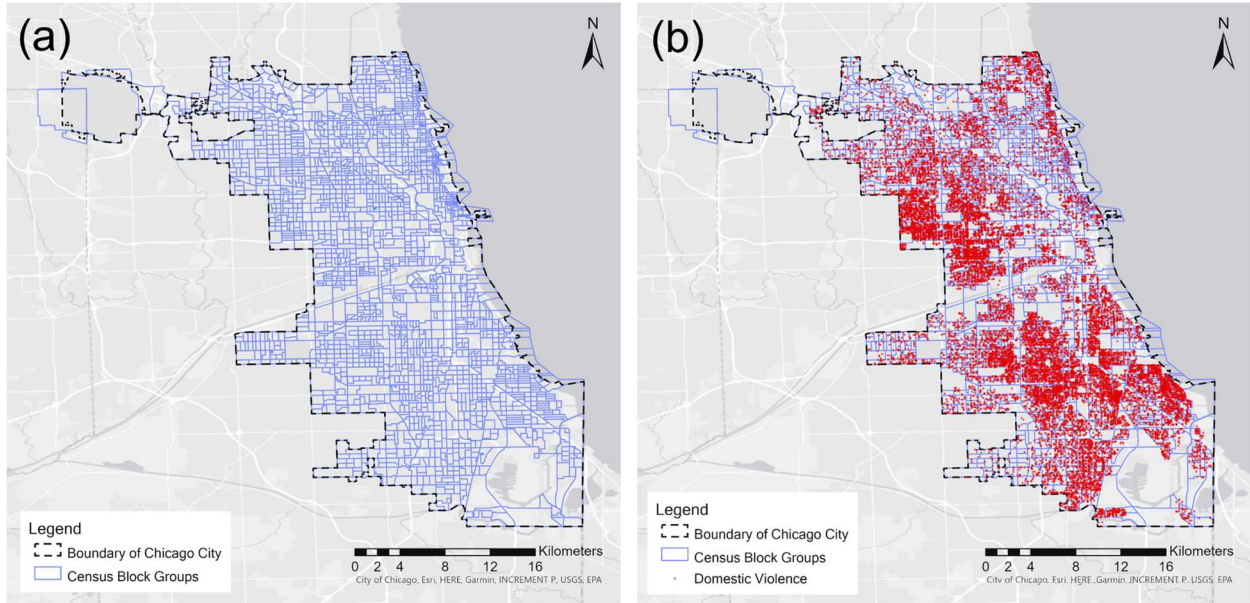 (a)
N
Legend
Boundary of Chicago City
Census Block Groups
Kilometers
0 2 4 8 12 16
City of Chicago, Esri, HERE, Garmin, INCREMENT P, USGS, EPA
(b)
N
Legend
Boundary of Chicago City
Census Block Groups
Domestic Violence
Kilometers
0 2 4 8 12 16
City of Chicago, Esri, HERE, Garmin, INCREMENT P, USGS, EPA